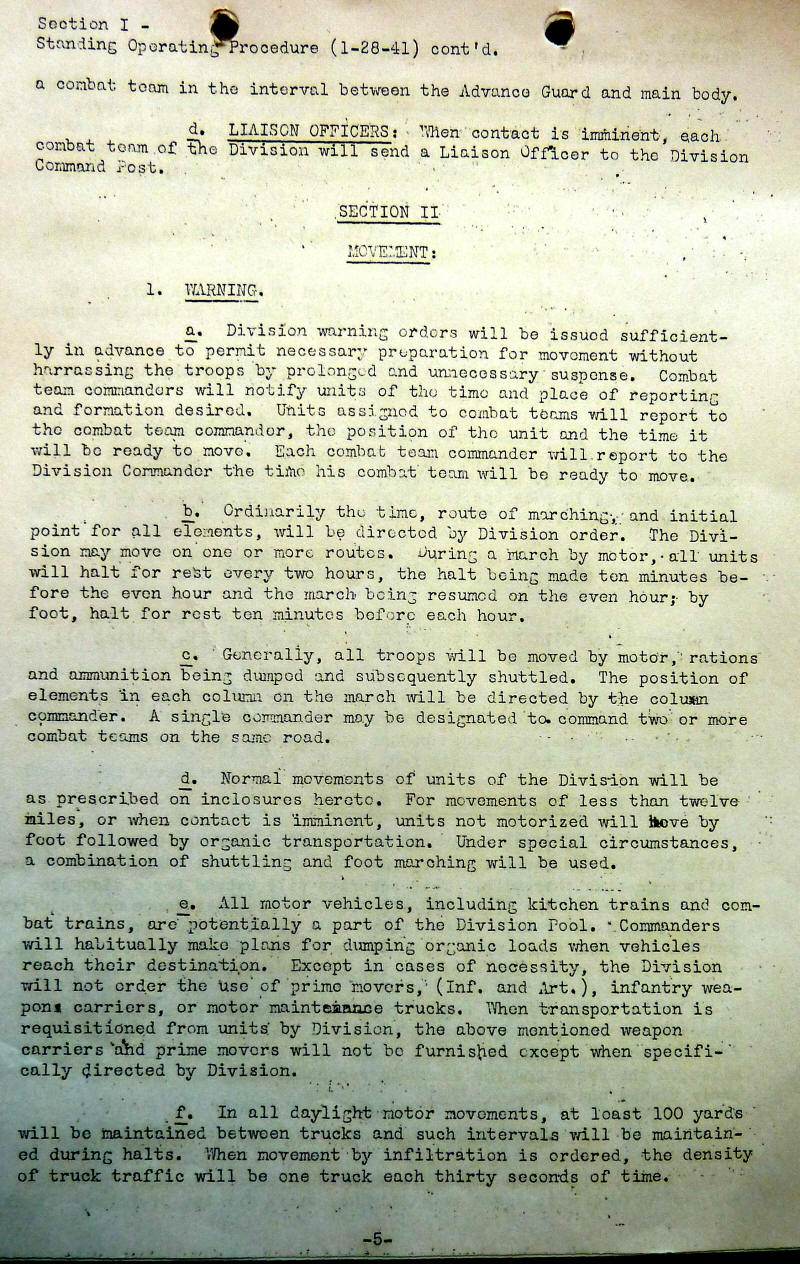 Section I -
Standing Operating Procedure (1-28-41) cont'd.
a combat team in the interval between the Advance Guard and main body.
d. LIAISON OFFICERS: When contact is imminent, each
combat team of the Division will send a Liaison Officer to the Division
Command Post.
SECTION II
MOVEMENT:
1. WARNING.
a. Division warning orders will be issued sufficient-
ly in advance to permit necessary preparation for movement without
harrassing the troops by prolonged and unnecessary suspense. Combat
team commanders will notify units of the time and place of reporting
and formation desired. Units assigned to combat teams will report to
the combat team commander, the position of the unit and the time it
will be ready to move. Each combat team commander will report to the
Division Commander the time his combat team will be ready to move.
b. Ordinarily the time, route of marching, and initial
point for all elements, will be directed by Division order. The Divi-
sion may move on one or more routes. During a march by motor, all units
will halt for rest every two hours, the halt being made ten minutes be-
fore the even hour and the march being resumed on the even hour; by
foot, halt for rest ten minutes before each hour.
c. Generally, all troops will be moved by motor, rations
and ammunition being dumped and subsequently shuttled. The position of
elements in each column on the march will be directed by the column
commander. A single commander may be designated to command two or more
combat teams on the same road.
d. Normal movements of units of the Division will be
as prescribed on inclosures hereto. For movements of less than twelve
miles, or when contact is imminent, units not motorized will move by
foot followed by organic transportation. Under special circumstances,
a combination of shuttling and foot marching will be used.
e. All motor vehicles, including kitchen trains and com-
bat trains, are potentially a part of the Division Pool. Commanders
will habitually make plans for dumping organic loads when vehicles
reach their destination. Except in cases of necessity, the Division
will not order the use of prime movers, (Inf. and Art.), infantry wea-
pons carriers, or motor maintenance trucks. When transportation is
requisitioned from units by Division, the above mentioned weapon
carriers and prime movers will not be furnished except when specifi-
cally directed by Division.
f. In all daylight motor movements, at least 100 yards
will be maintained between trucks and such intervals will be maintain-
ed during halts. When movement by infiltration is ordered, the density
of truck traffic will be one truck each thirty seconds of time.
-5-